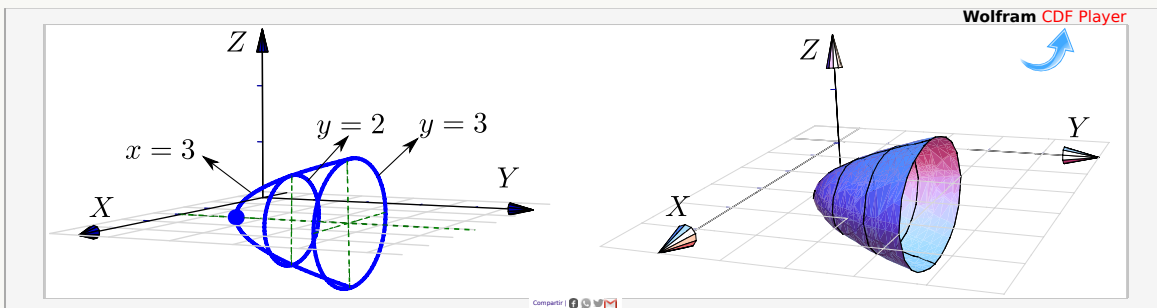 Wolfram CDF Player
Z
x = 3
y = 2
y = 3
X
Y
Z
Y
X
Compartir |